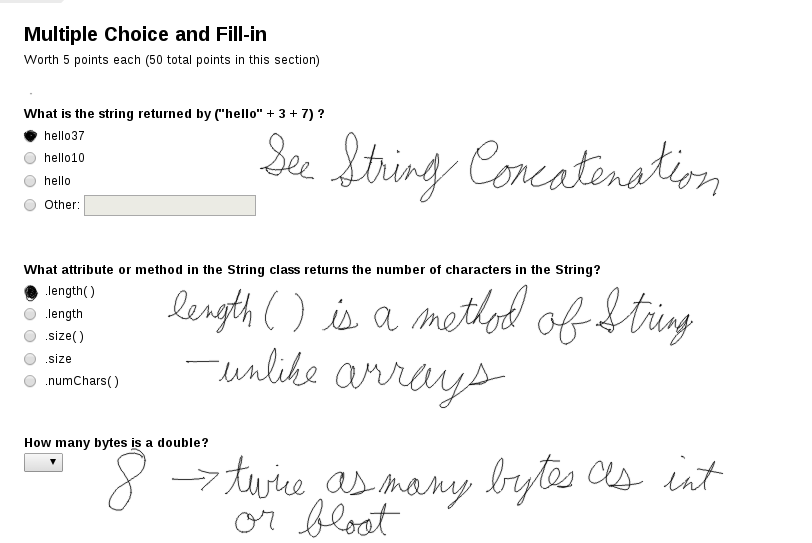 Multiple Choice and Fill-in
Worth 5 points each (50 total points in this section)
What is the string returned by ("hello" + 3 + 7) ?
hello37
hello10
hello
Other:
See String Concatenation
What attribute or method in the String class returns the number of characters in the String?
.length()
.length
.size()
.size
.numChars()
length () is a method of String
—unlike arrays
How many bytes is a double?
8 → twice as many bytes as int
or bloat